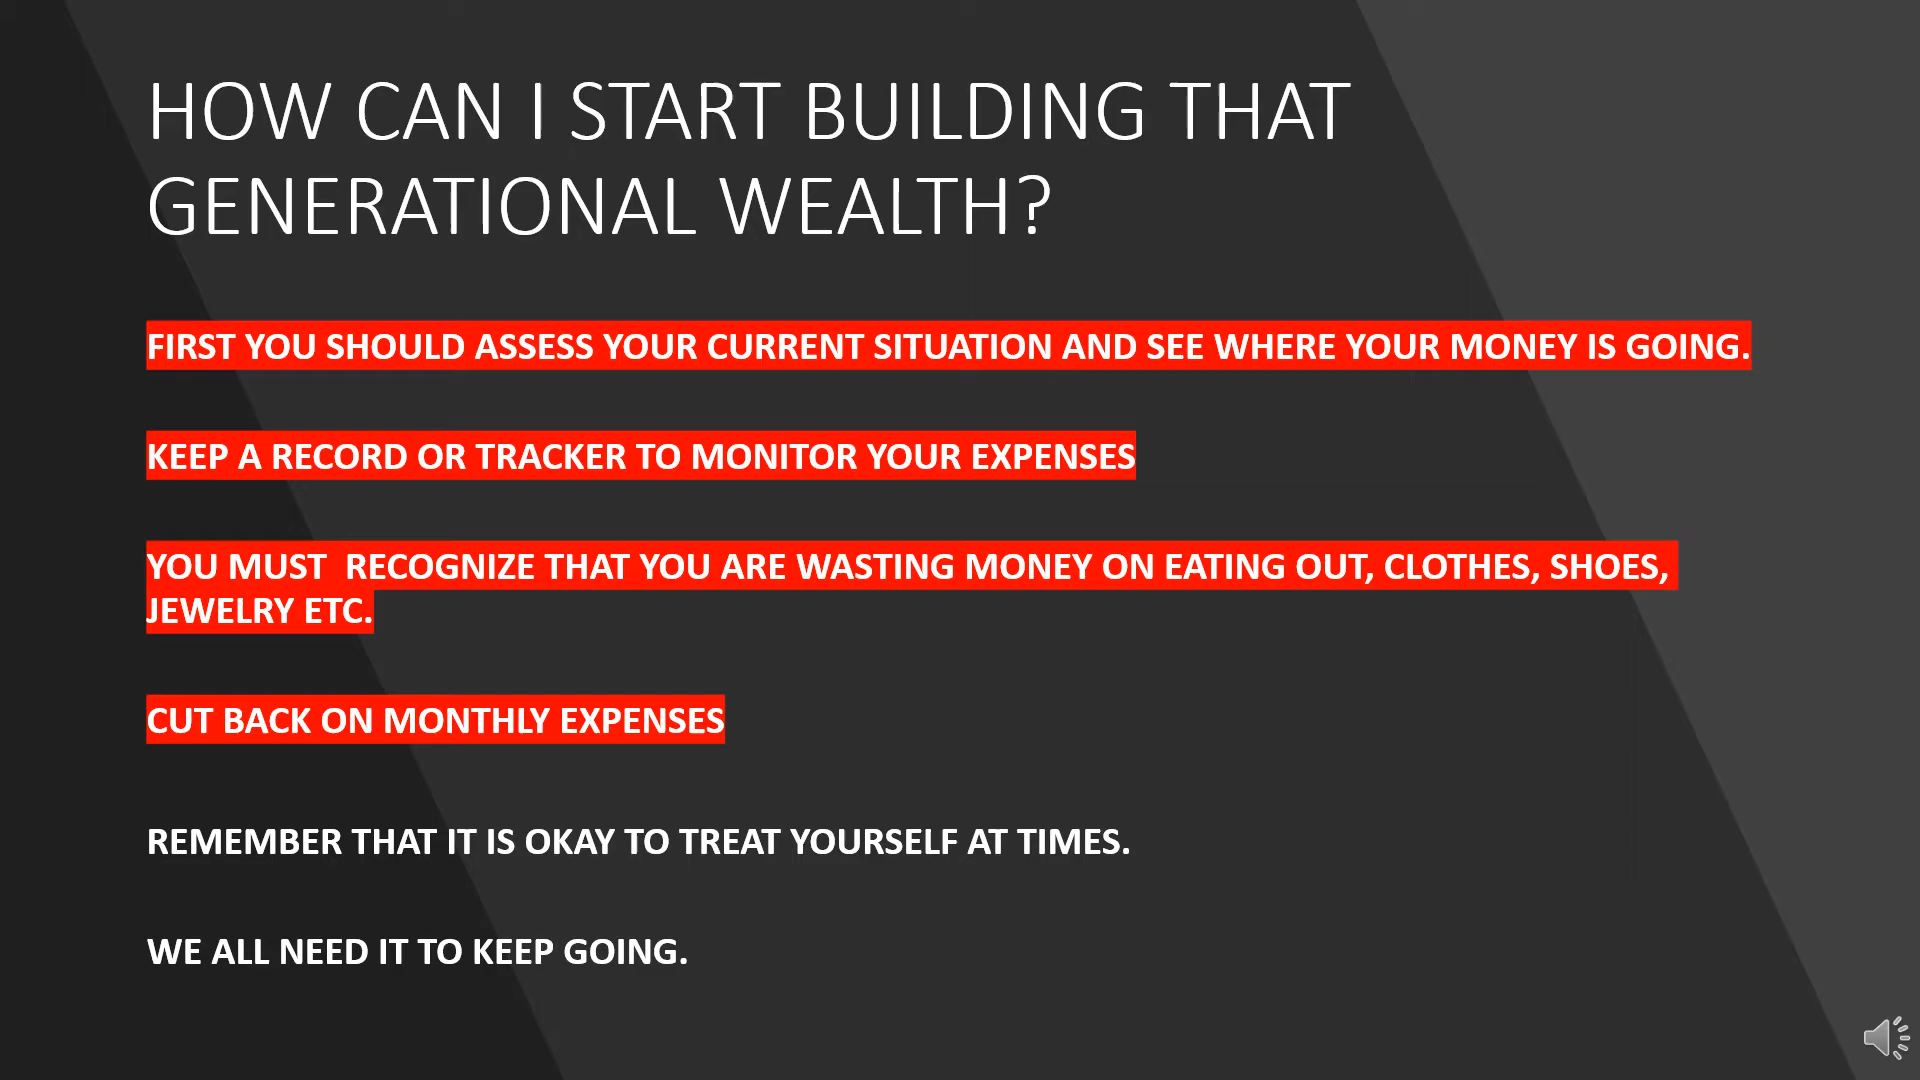 HOW CAN I START BUILDING THAT
GENERATIONAL WEALTH?
FIRST YOU SHOULD ASSESS YOUR CURRENT SITUATION AND SEE WHERE YOUR MONEY IS GOING.
KEEP A RECORD OR TRACKER TO MONITOR YOUR EXPENSES
YOU MUST  RECOGNIZE THAT YOU ARE WASTING MONEY ON EATING OUT, CLOTHES, SHOES,
JEWELRY ETC.
CUT BACK ON MONTHLY EXPENSES
REMEMBER THAT IT IS OKAY TO TREAT YOURSELF AT TIMES.
WE ALL NEED IT TO KEEP GOING.